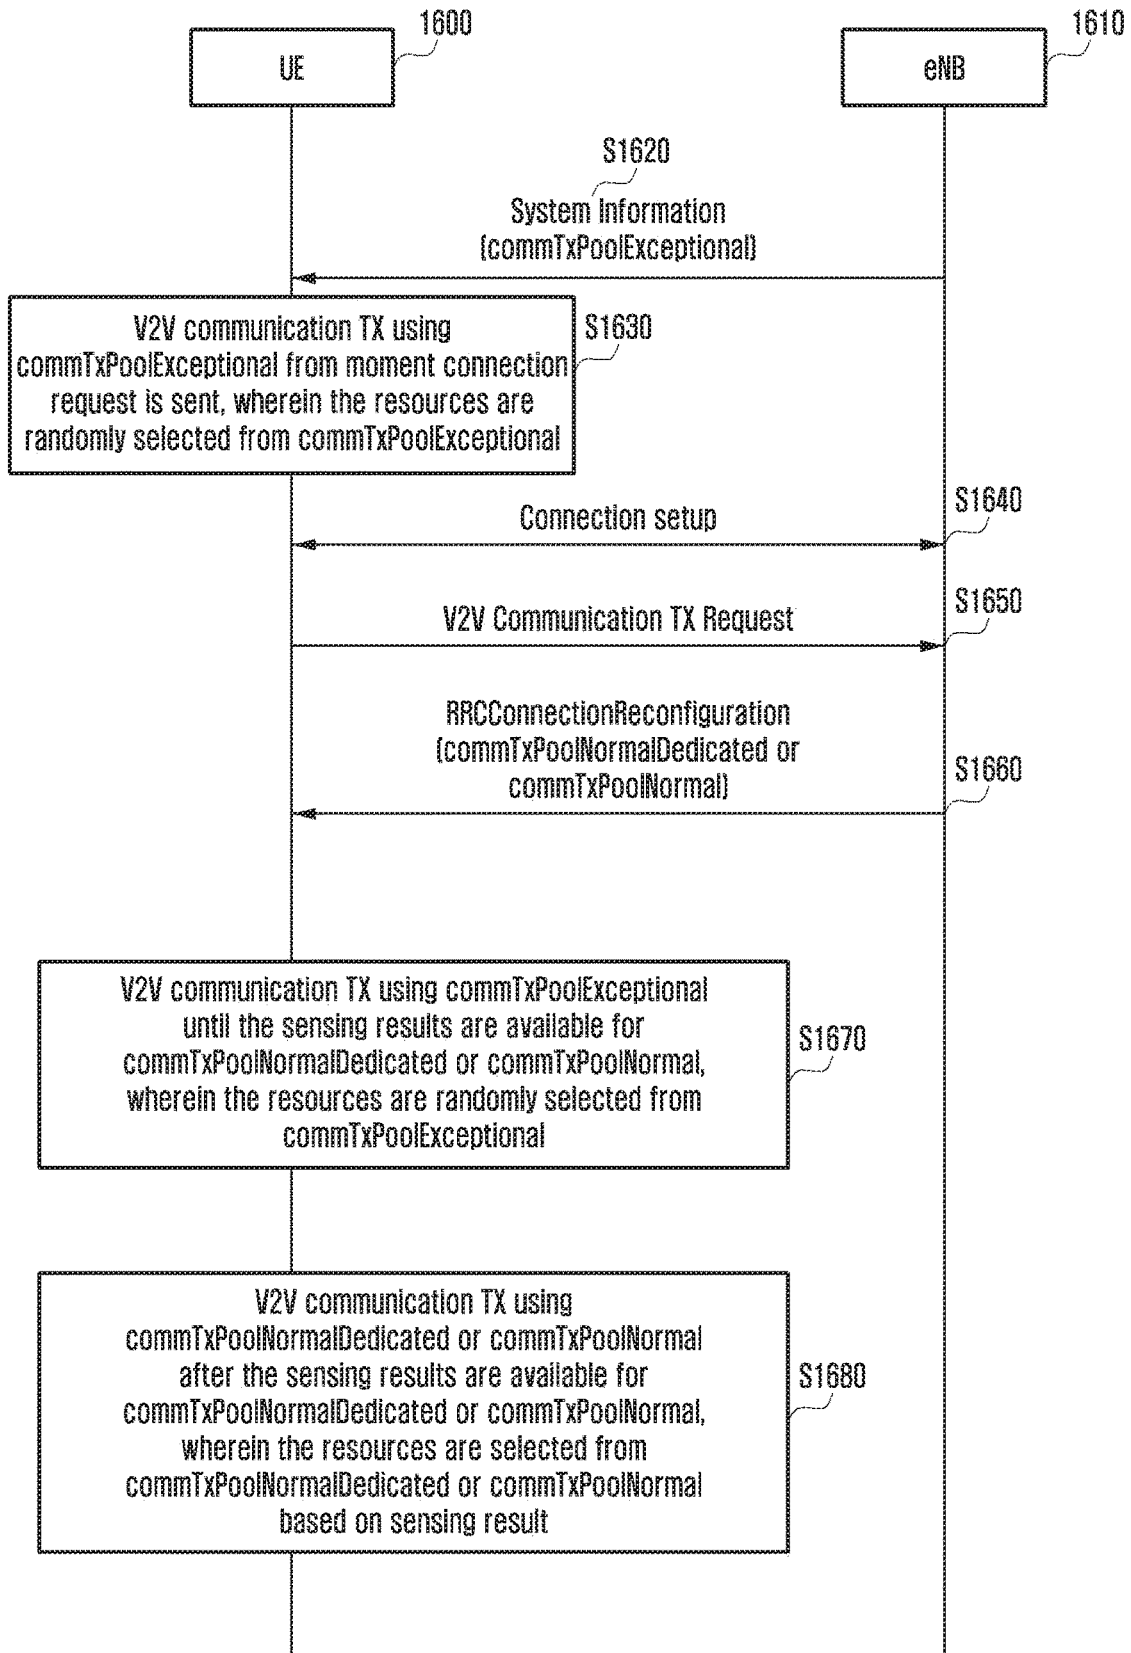 1600
1610
UE
eNB
S1620
System Information
(commTxPoolExceptional)
V2V communication TX using
commTxPoolExceptional from moment connection
request is sent, wherein the resources are
randomly selected from commTxPoolExceptional
S1630
Connection setup
S1640
V2V Communication TX Request
S1650
RRCConnectionReconfiguration
(commTxPoolNormalDedicated or
commTxPoolNormal)
S1660
V2V communication TX using commTxPoolExceptional
until the sensing results are available for
commTxPoolNormalDedicated or commTxPoolNormal,
wherein the resources are randomly selected from
commTxPoolExceptional
S1670
V2V communication TX using
commTxPoolNormalDedicated or commTxPoolNormal
after the sensing results are available for
commTxPoolNormalDedicated or commTxPoolNormal,
wherein the resources are selected from
commTxPoolNormalDedicated or commTxPoolNormal
based on sensing result
S1680